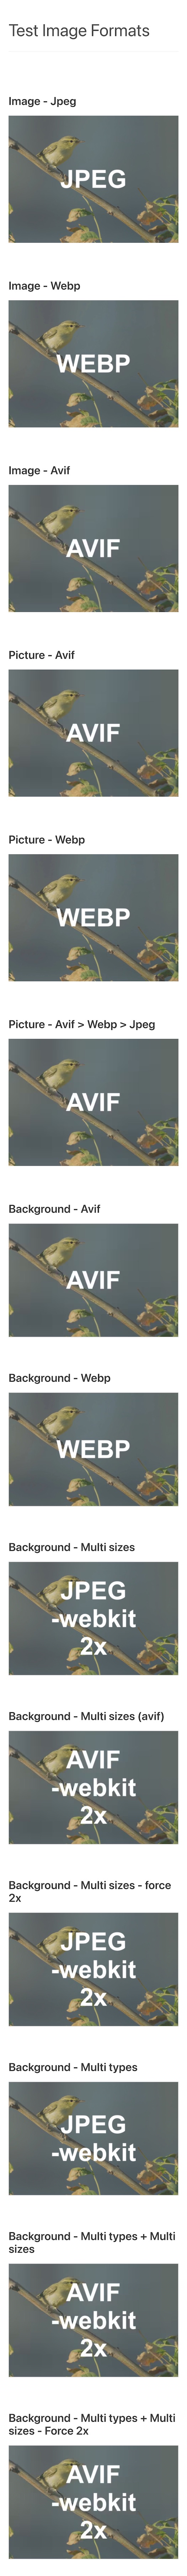 Test Image Formats
Image - Jpeg
JPEG
Image - Webp
WEBP
Image - Avif
AVIF
Picture - Avif
AVIF
Picture - Webp
WEBP
Picture - Avif > Webp > Jpeg
AVIF
Background - Avif
AVIF
Background - Webp
WEBP
Background - Multi sizes
JPEG
-webkit
2x
Background - Multi sizes (avif)
AVIF
-webkit
2x
Background - Multi sizes - force
2x
JPEG
-webkit
2x
Background - Multi types
JPEG
-webkit
Background - Multi types + Multi
sizes
AVIF
-webkit
2x
Background - Multi types + Multi
sizes - Force 2x
AVIF
-webkit
2x